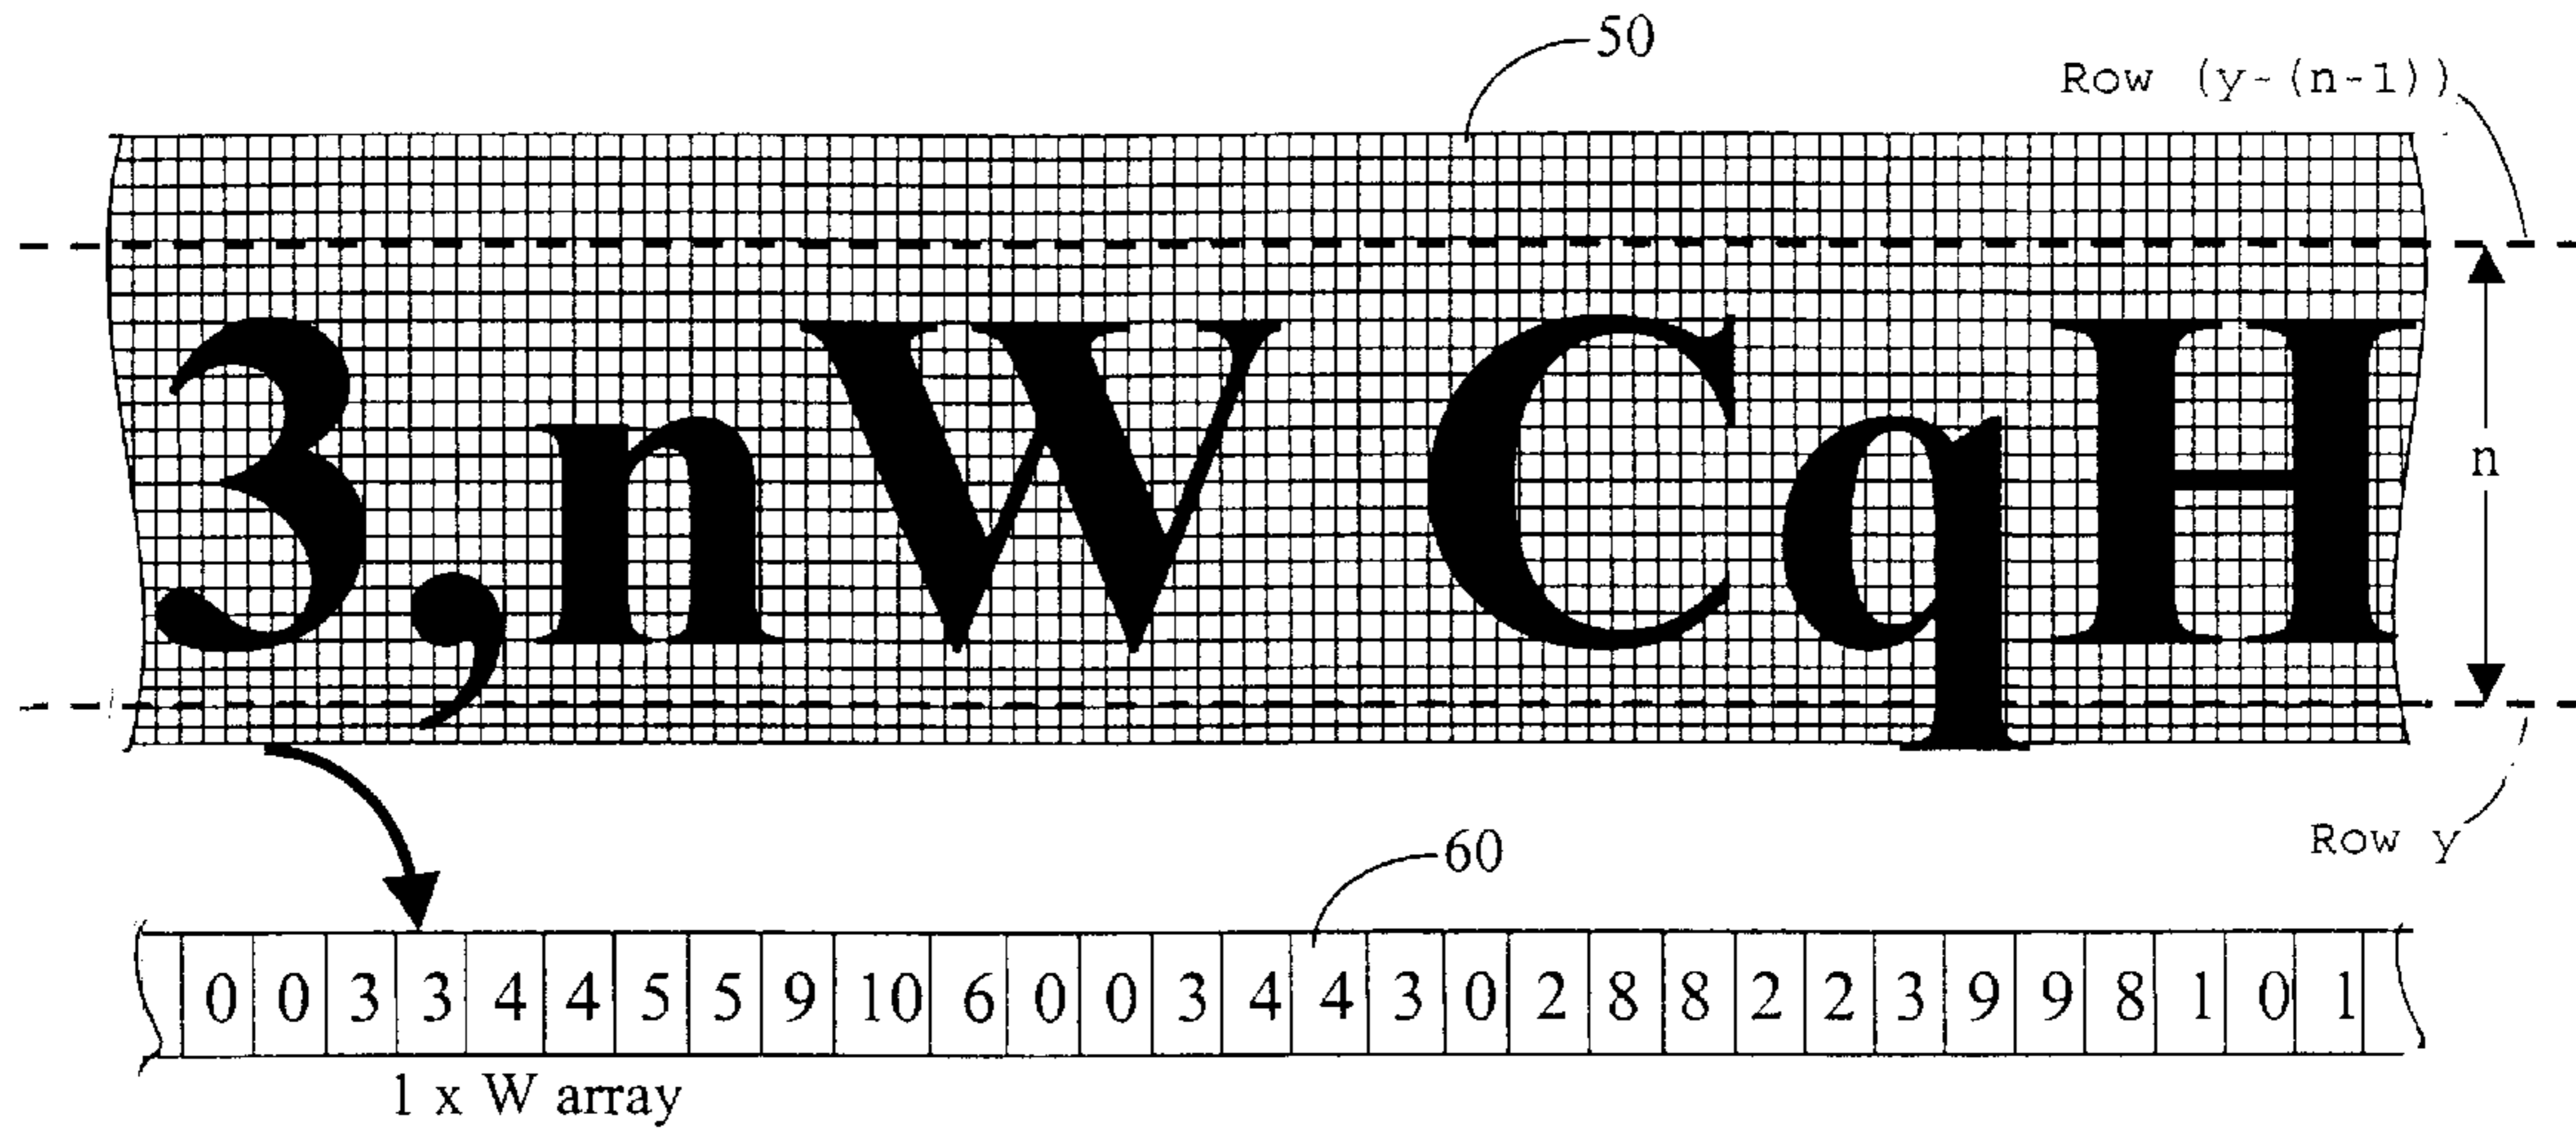 50
Row (y-(n-1))
3,nW CqH
n
Row y
60
0 0 3 3 4 4 5 5 9 10 6 0 0 3 4 4 3 0 2 8 8 2 2 3 9 9 8 1 0 1
1 x W array